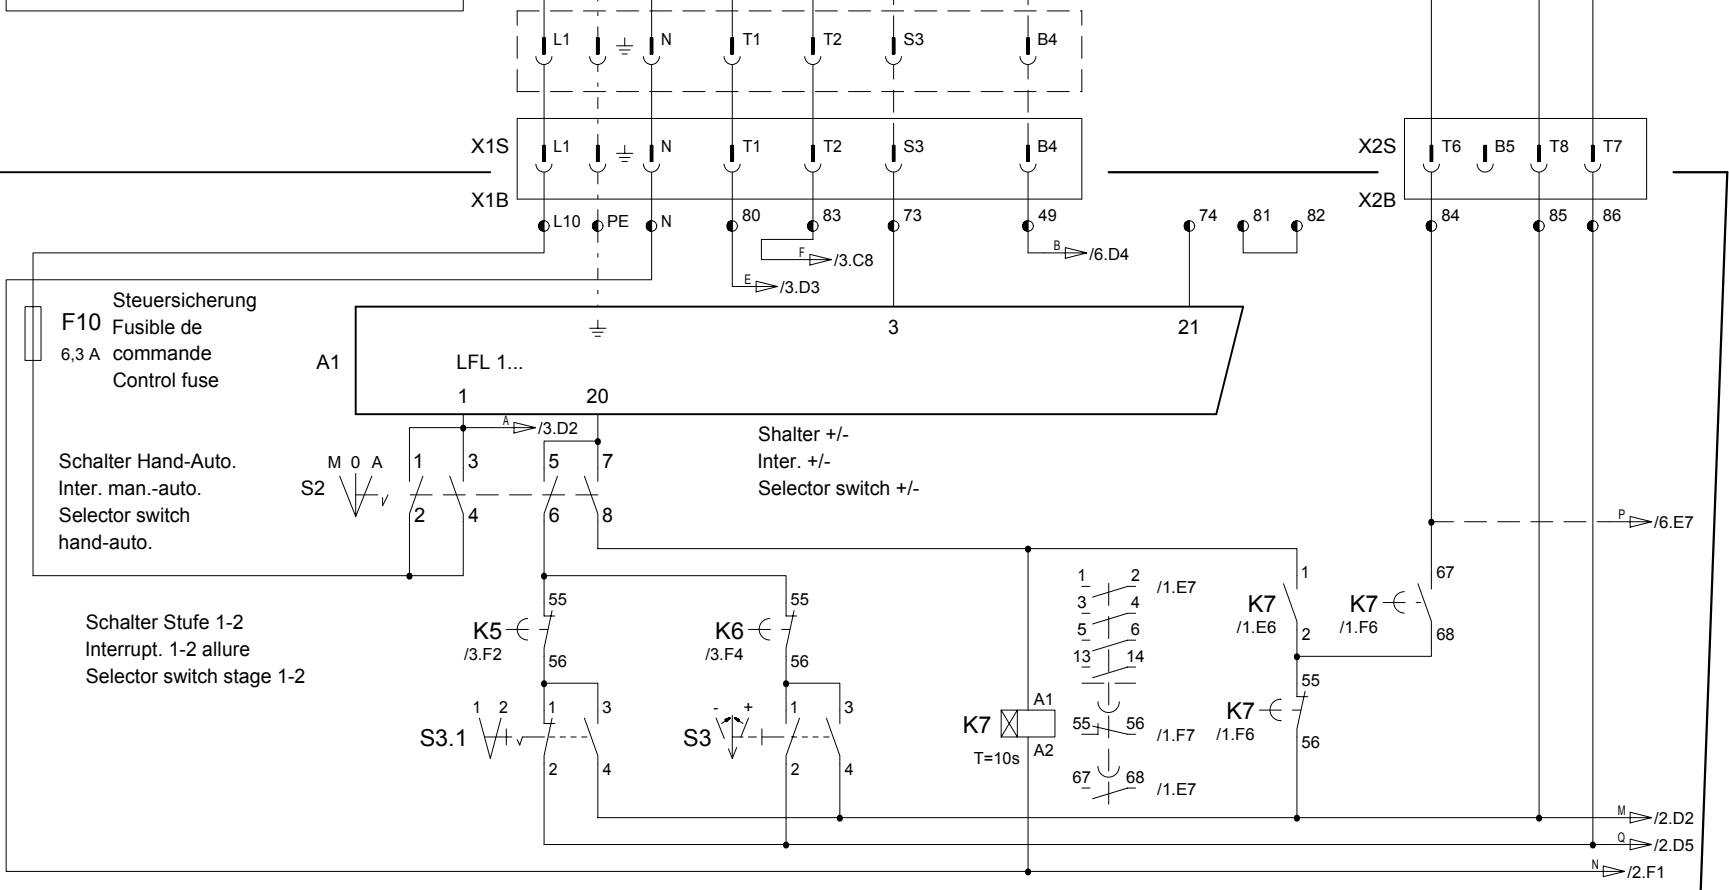 L1 N T1 T2 S3 B4
X1S L1 N T1 T2 S3 B4
X2S T6 B5 T8 T7
X1B
X2B
L10 PE N 80 83 73 49 74 81 82 84 85 86
F /3.C8
B /6.D4
E /3.D3
Steuersicherung
F10 Fusible de
6,3 A commande
Control fuse
3 21
A1 LFL 1...
1 20
A /3.D2
Shalter +/-
Inter. +/-
Selector switch +/-
Schalter Hand-Auto.
Inter. man.-auto.
Selector switch
hand-auto.
M 0 A
S2
1 3 5 7
2 4 6 8
P /6.E7
Schalter Stufe 1-2
Interrupt. 1-2 allure
Selector switch stage 1-2
55
K5
/3.F2
56
55
K6
/3.F4
56
1 2 /1.E7
3 4
5 6
13 14
55 56 /1.F7
67 68 /1.E7
1
K7
/1.E6
2
67
K7
/1.F6
68
55
K7
/1.F6
56
1 2
S3.1
1 3
2 4
- +
S3
1 3
2 4
A1
K7
A2
T=10s
M /2.D2
Q /2.D5
N /2.F1